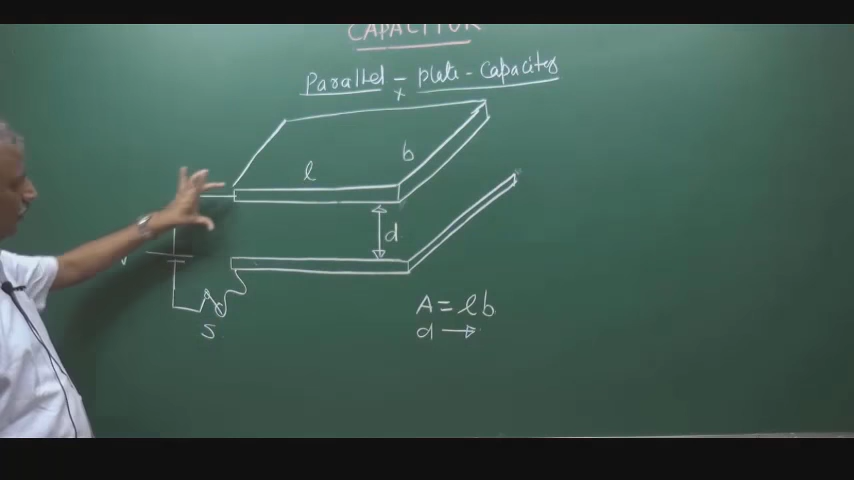 CAPACITOR
Parallel - plate - Capacitor
l
b
d
v
S
A = lb
d →